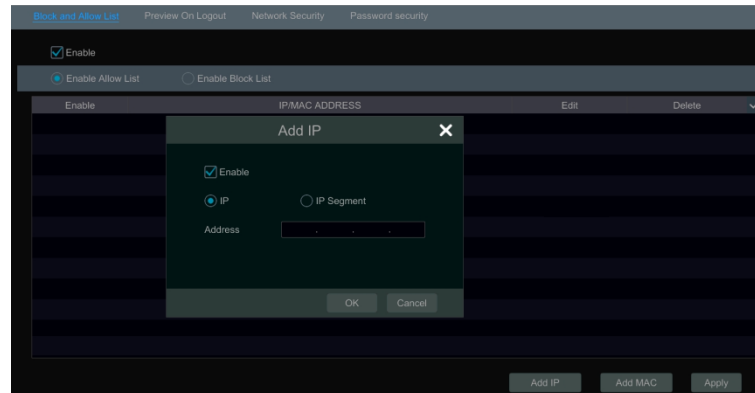 Block and Allow List Preview On Logout Network Security Password security
Enable
Enable Allow List Enable Block List
Enable IP/MAC ADDRESS Edit Delete
Add IP
Enable
IP IP Segment
Address . . .
OK Cancel
Add IP Add MAC Apply